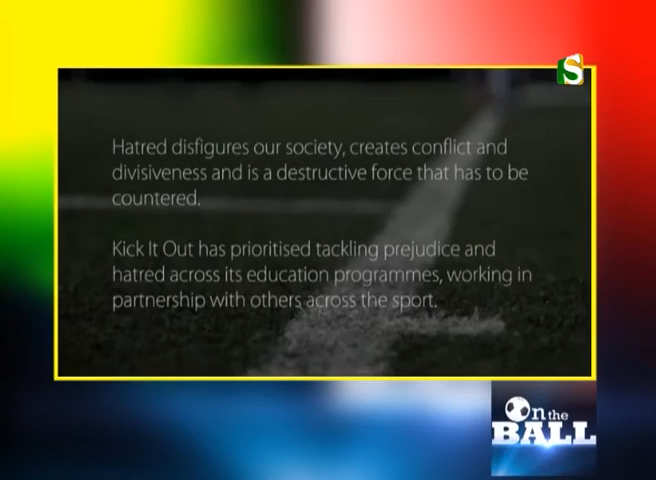 S
Hatred disfigures our society, creates conflict and
divisiveness and is a destructive force that has to be
countered.
Kick It Out has prioritised tackling prejudice and
hatred across its education programmes, working in
partnership with others across the sport.
On the
BALL